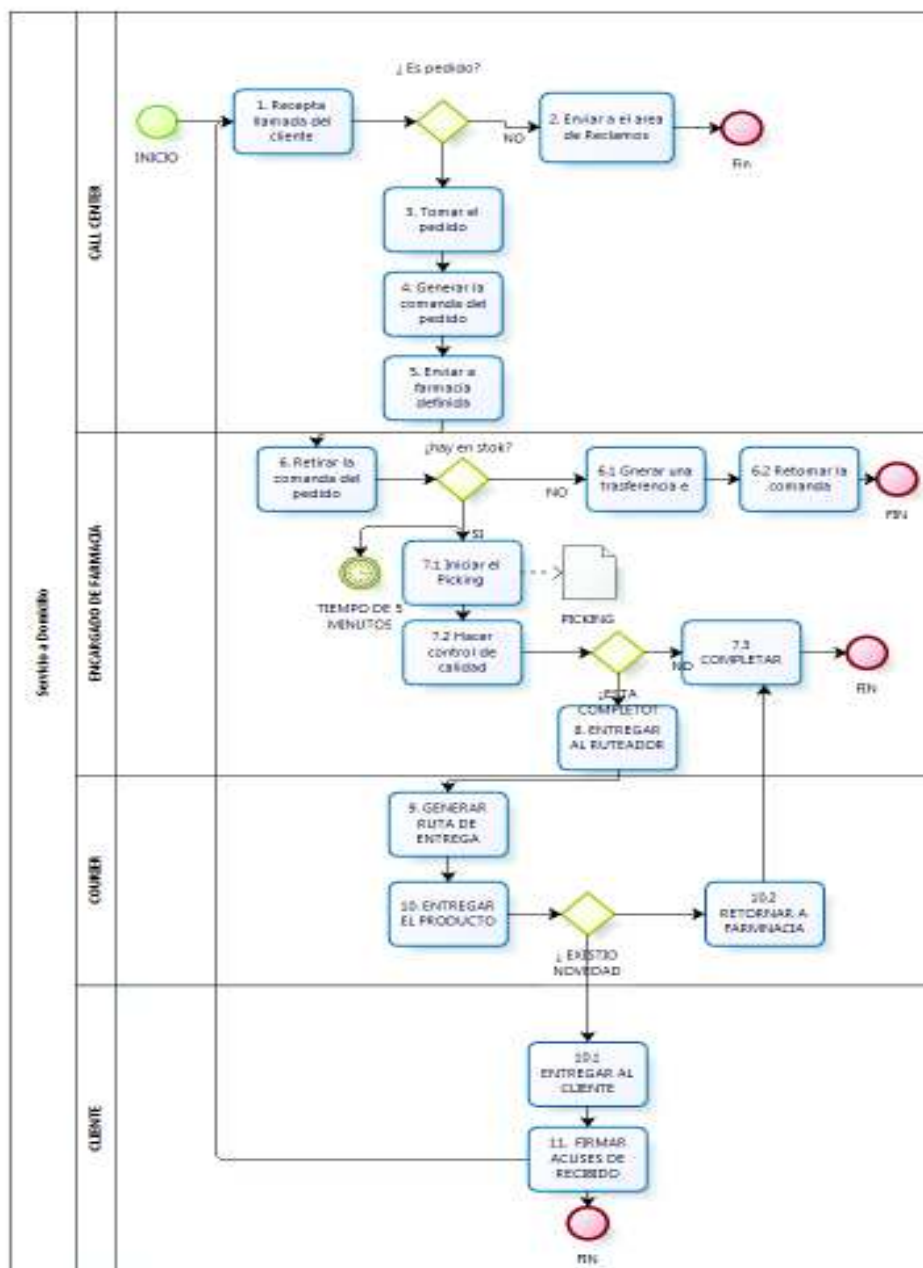 ¿ Es pedido?
1. Recepta
llamada del
cliente
2. Enviar a el area
de Reclamos
NO
INICIO
Fin
3. Tomar el
pedido
4. Generar la
comanda del
pedido
5. Enviar a
farmacia
definida
CALL CENTER
¿hay en stok?
6. Retirar la
comanda del
pedido
6.1 Gnerar una
trasferencia e
6.2 Retomar la
comanda
NO
FIN
SI
7.1 Iniciar el
Picking
TIEMPO DE 5
MINUTOS
PICKING
7.2 Hacer
control de
calidad
7.3
COMPLETAR
NO
FIN
¿ESTA
COMPLETO?
8. ENTREGAR
AL RUTEADOR
ENCARGADO DE FARMACIA
Servicio a Domicilio
9. GENERAR
RUTA DE
ENTREGA
10. ENTREGAR
EL PRODUCTO
10.2
RETORNAR A
FARMNACIA
¿ EXISTIO
NOVEDAD
COURIER
10.1
ENTREGAR AL
CLIENTE
11. FIRMAR
ACUSES DE
RECIBIDO
FIN
CLIENTE